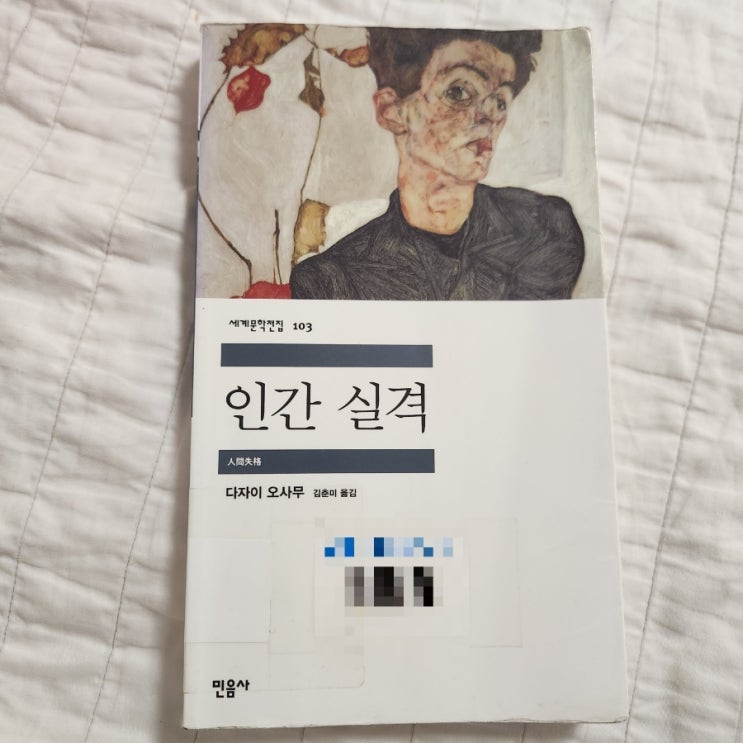 세계문학전집 103
인간 실격
人間失格
다자이 오사무 김춘미 옮김
민음사